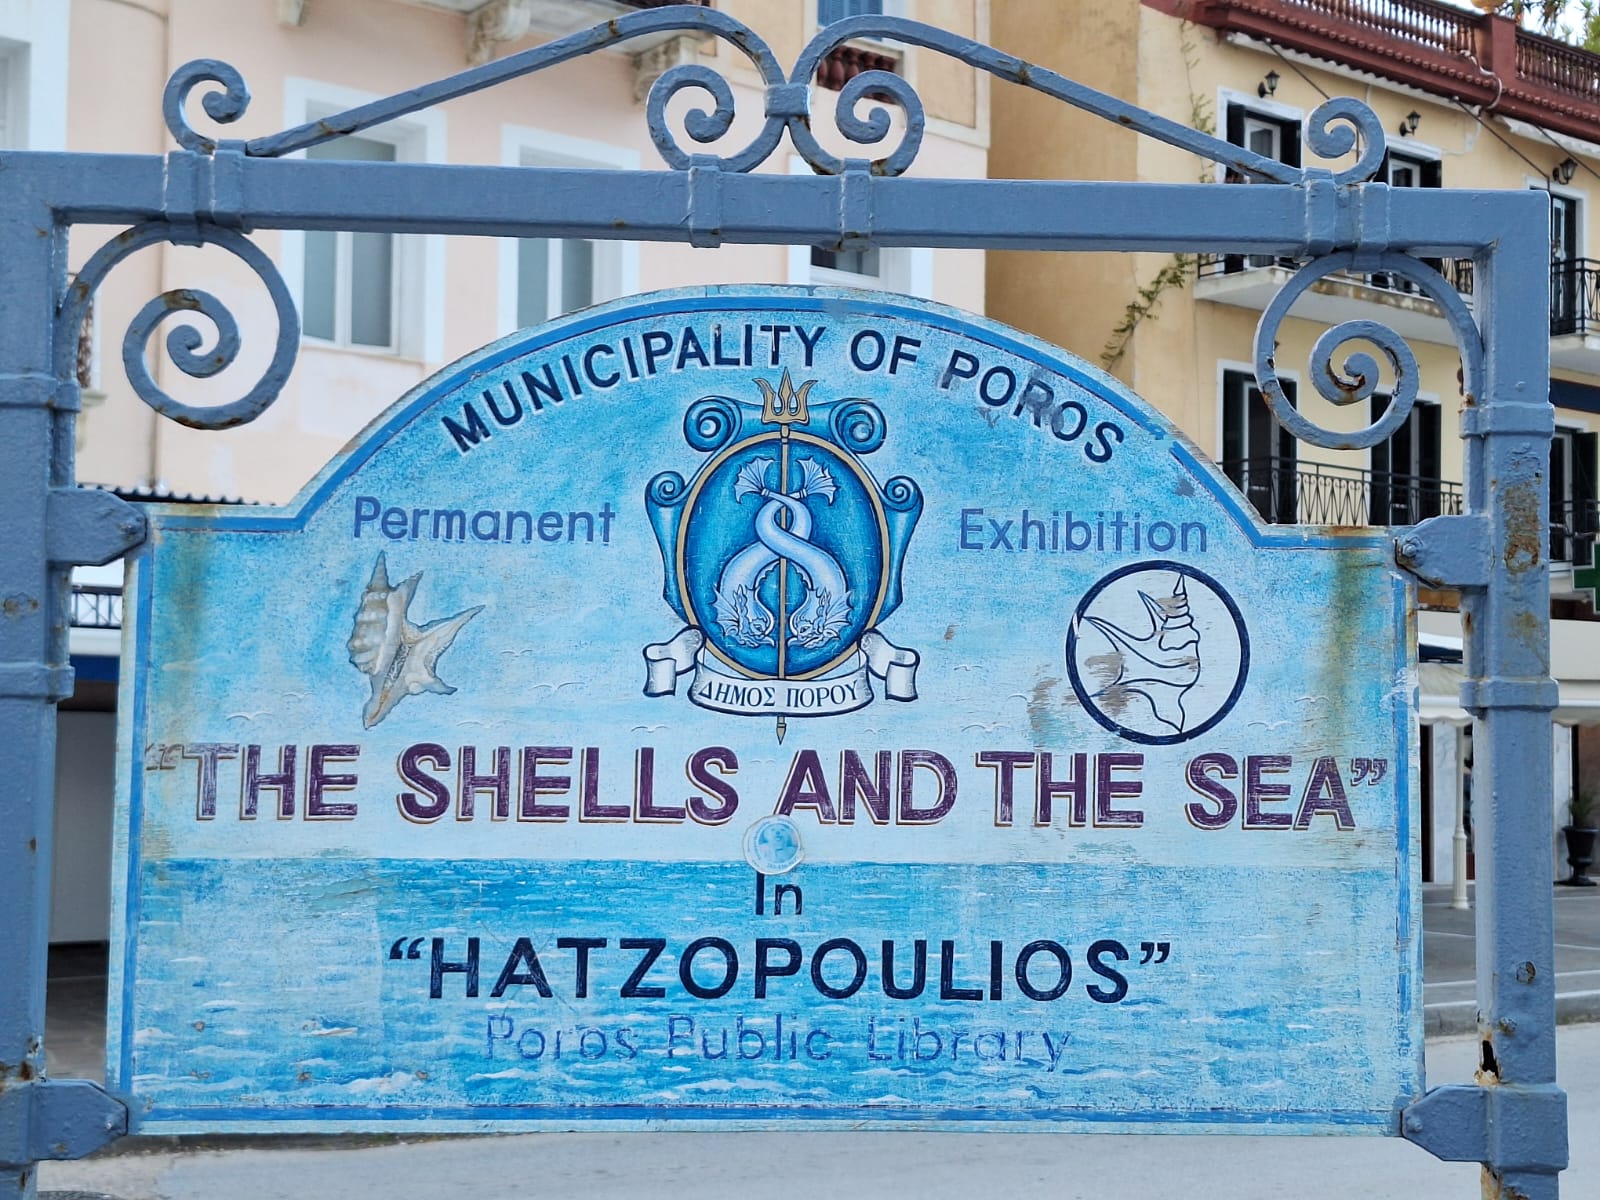 MUNICIPALITY OF POROS
Permanent Exhibition
ΔΗΜΟΣ ΠΟΡΟΥ
“THE SHELLS AND THE SEA”
In
“HATZOPOULIOS”
Poros Public Library